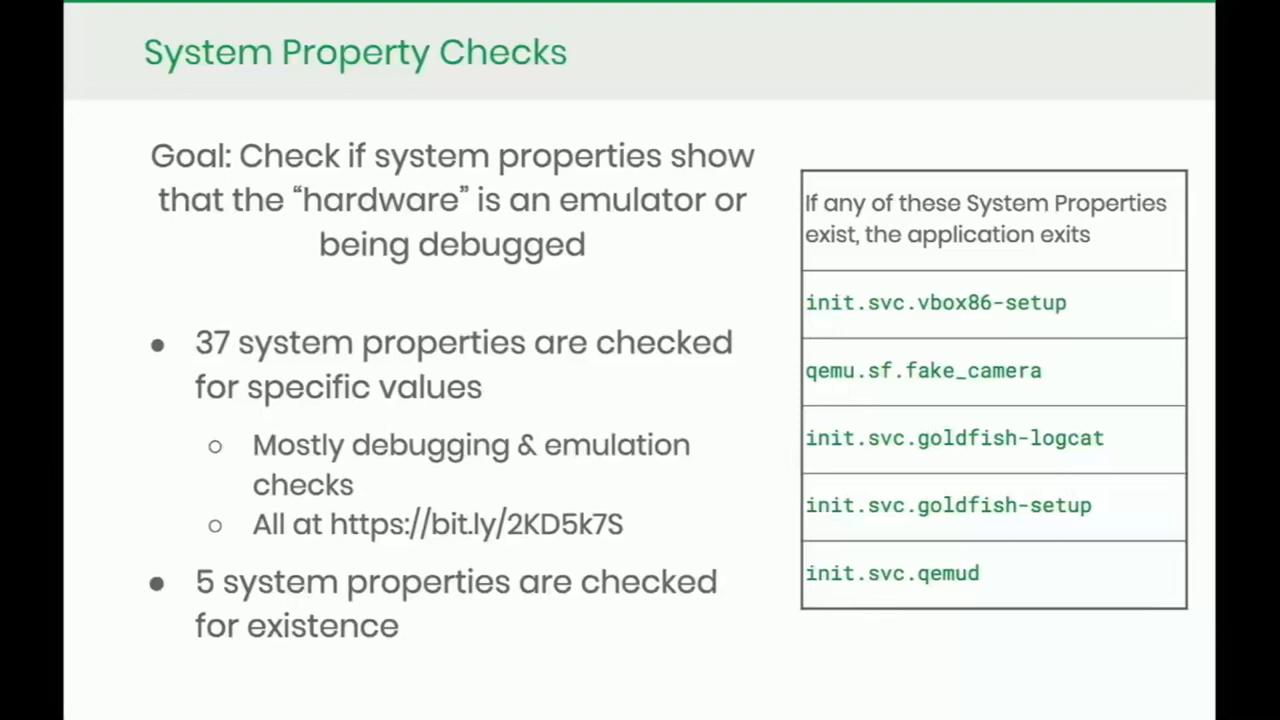 System Property Checks
Goal: Check if system properties show
that the “hardware” is an emulator or
being debugged
● 37 system properties are checked
for specific values
○ Mostly debugging & emulation
checks
○ All at https://bit.ly/2KD5k7S
● 5 system properties are checked
for existence
If any of these System Properties
exist, the application exits
init.svc.vbox86-setup
qemu.sf.fake_camera
init.svc.goldfish-logcat
init.svc.goldfish-setup
init.svc.qemud